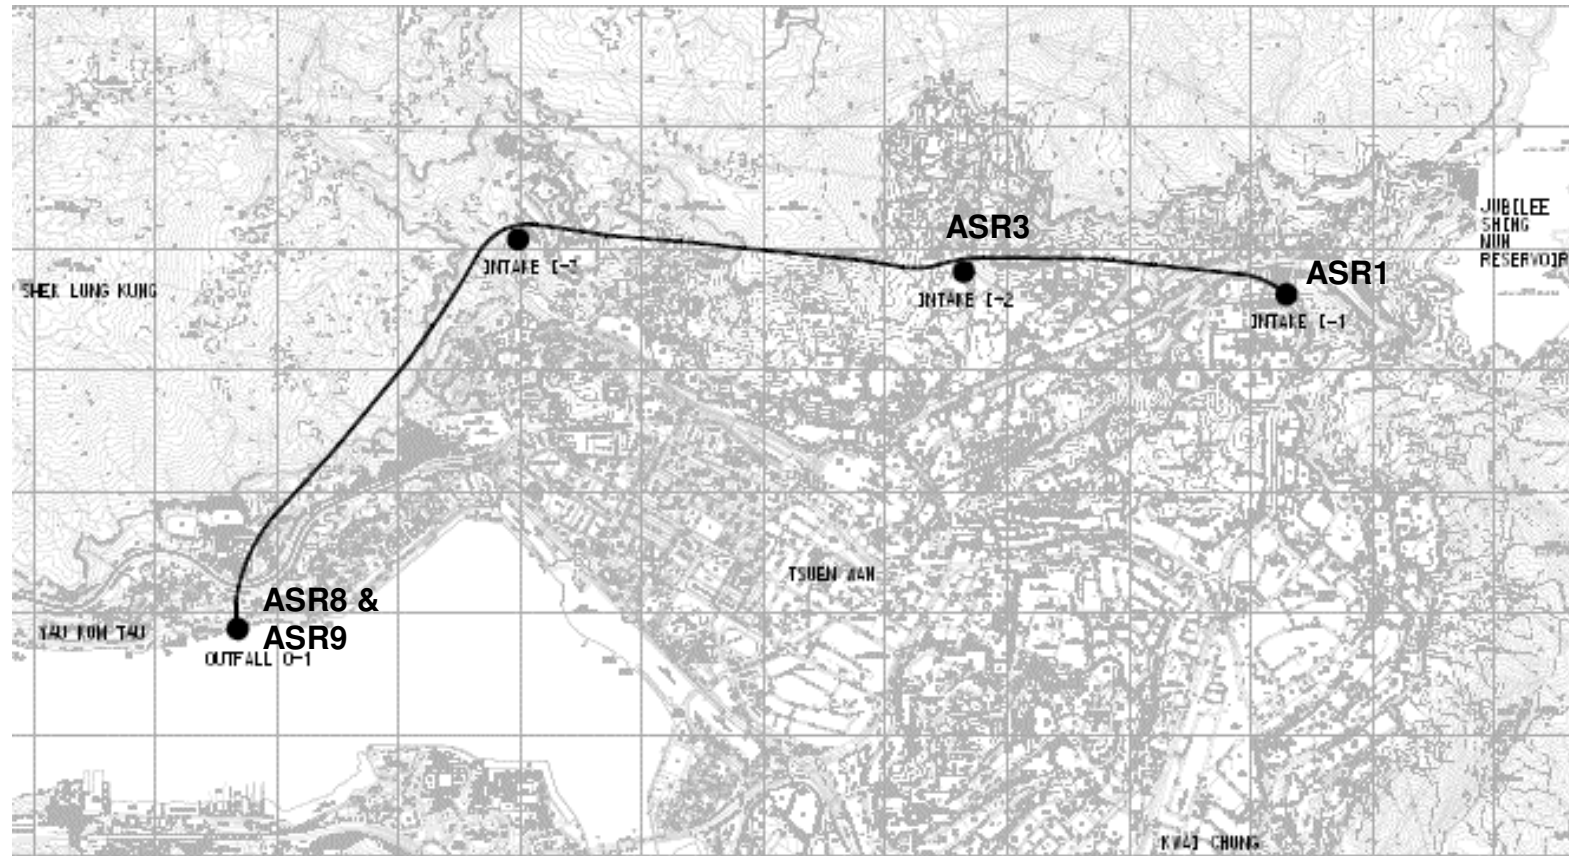 JUBILEE
SHING
MUN
RESERVOIR
ASR3
ASR1
INTAKE I-3
SHEK LUNG KUNG
INTAKE I-2
INTAKE I-1
TSUEN WAN
ASR8 &
ASR9
YAU KOM TAU
OUTFALL O-1
KWAI CHUNG